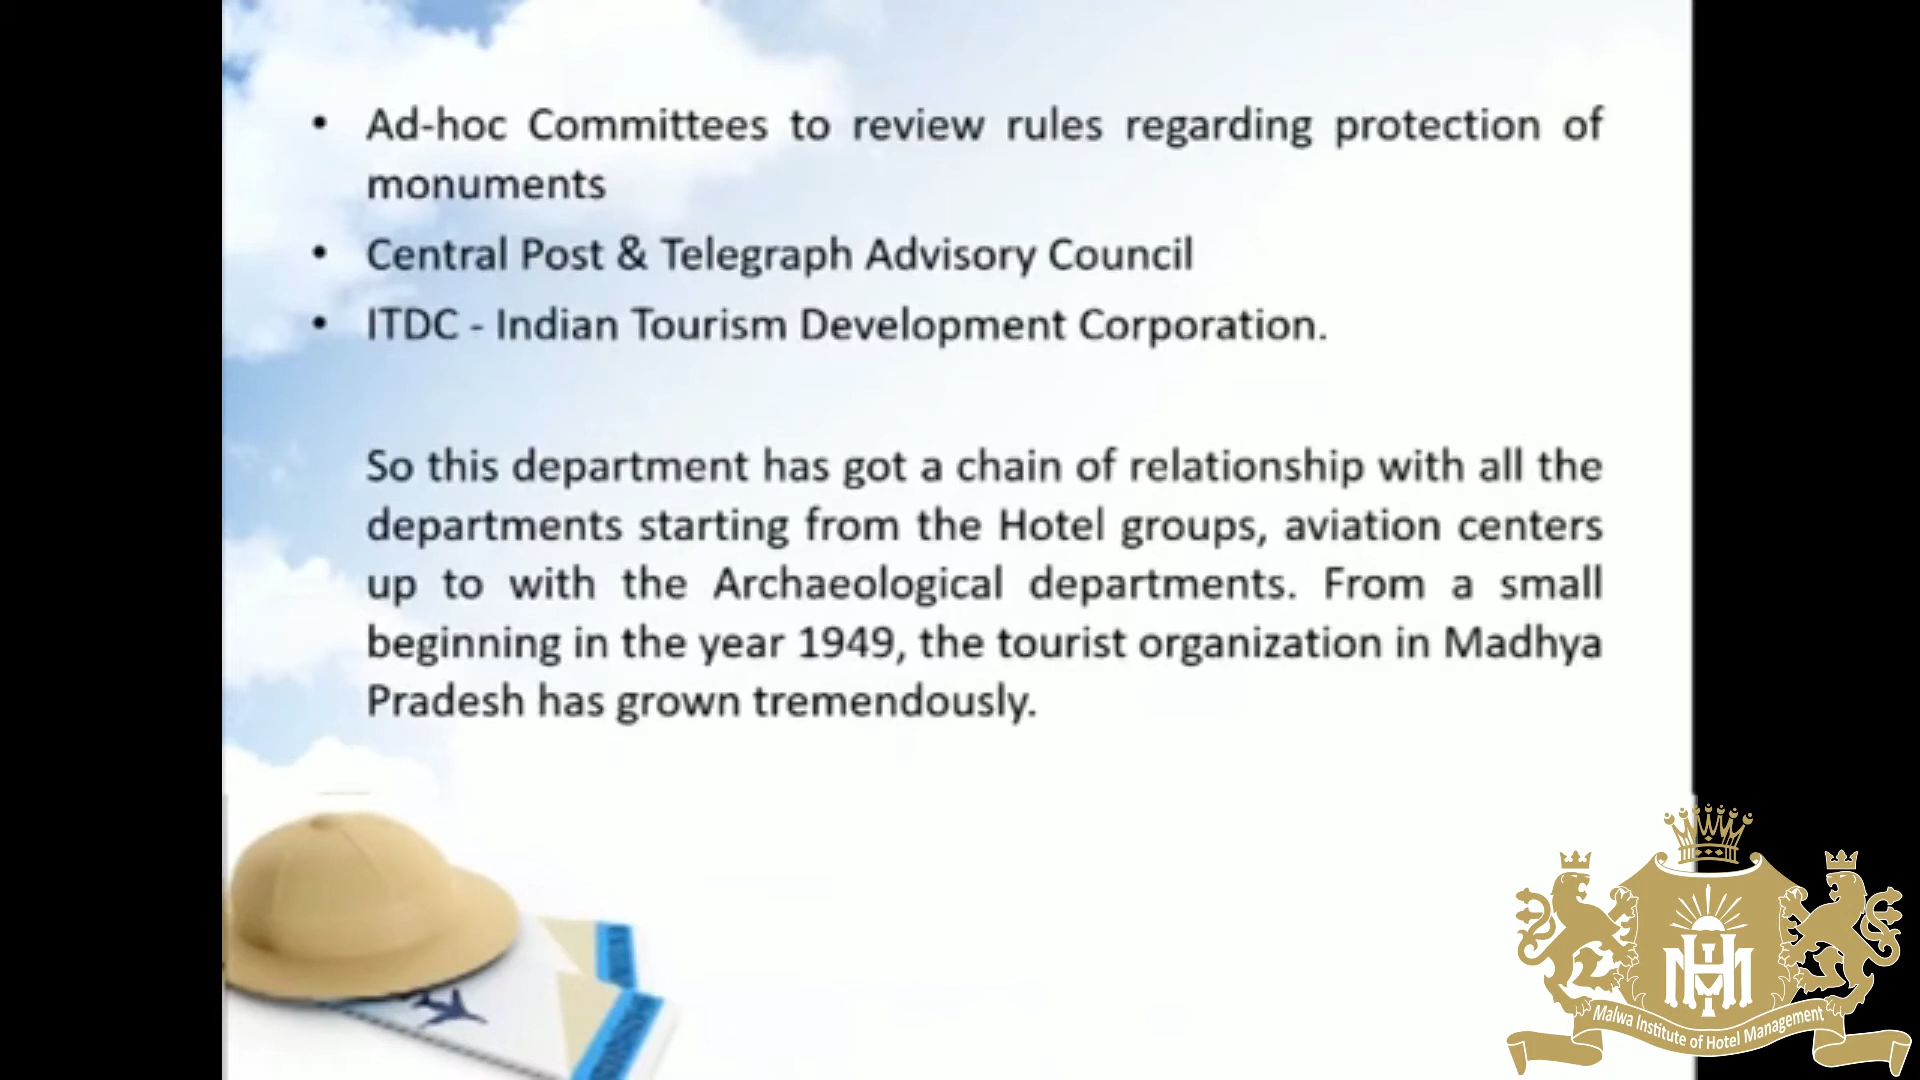 • Ad-hoc Committees to review rules regarding protection of
monuments
• Central Post & Telegraph Advisory Council
• ITDC - Indian Tourism Development Corporation.
So this department has got a chain of relationship with all the
departments starting from the Hotel groups, aviation centers
up to with the Archaeological departments. From a small
beginning in the year 1949, the tourist organization in Madhya
Pradesh has grown tremendously.
Malwa Institute of Hotel Management